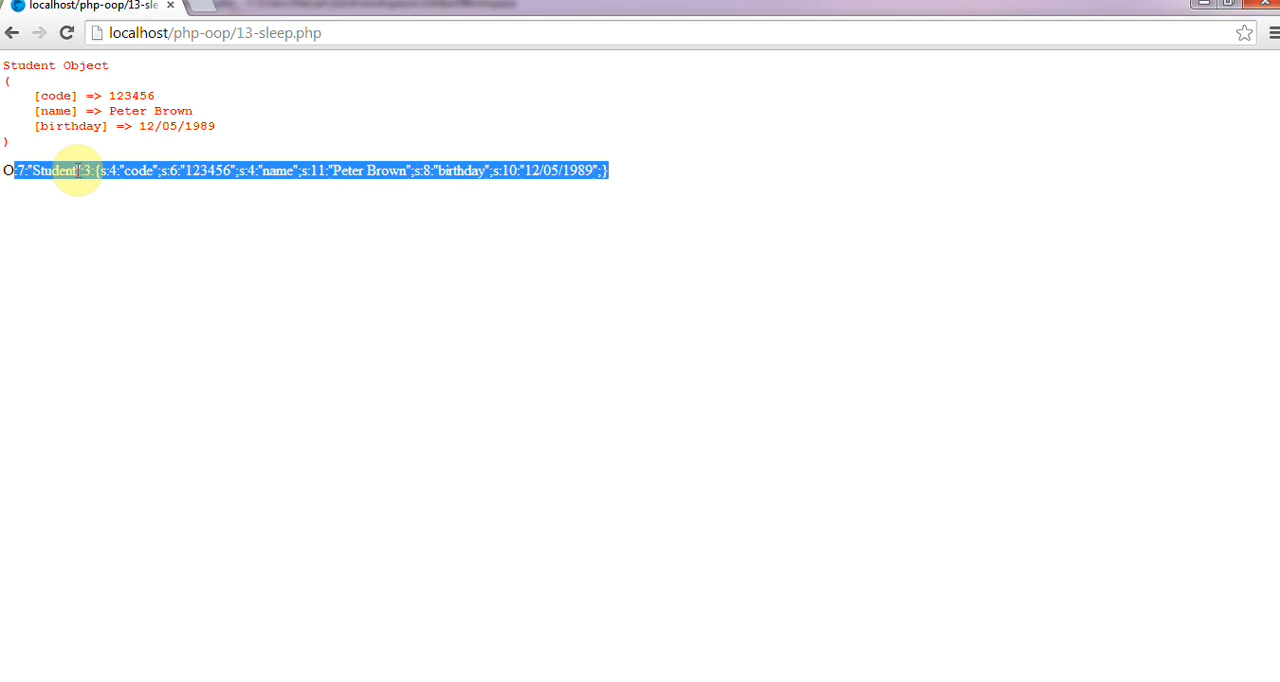 localhost/php-oop/13-sle
localhost/php-oop/13-sleep.php
Student Object
(
[code] => 123456
[name] => Peter Brown
[birthday] => 12/05/1989
)
O:7:"Student":3:{s:4:"code";s:6:"123456";s:4:"name";s:11:"Peter Brown";s:8:"birthday";s:10:"12/05/1989";}